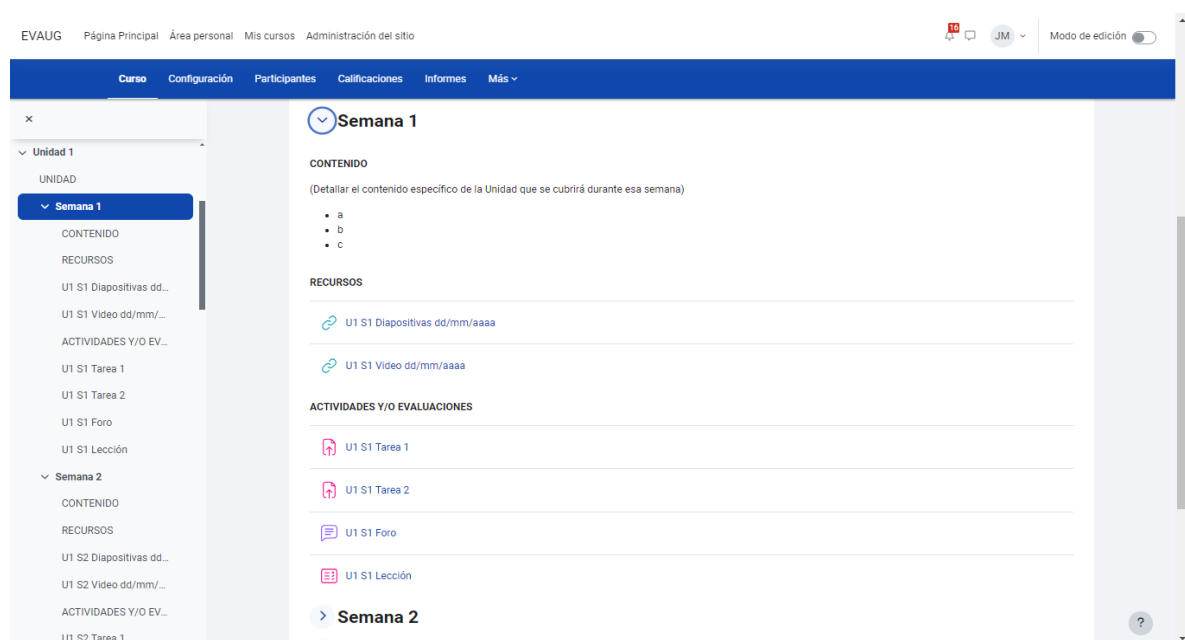 EVAUG Página Principal Área personal Mis cursos Administración del sitio 16 JM Modo de edición
Curso Configuración Participantes Calificaciones Informes Más
Unidad 1
UNIDAD
Semana 1
CONTENIDO
RECURSOS
U1 S1 Diapositivas dd...
U1 S1 Video dd/mm/...
ACTIVIDADES Y/O EV...
U1 S1 Tarea 1
U1 S1 Tarea 2
U1 S1 Foro
U1 S1 Lección
Semana 2
CONTENIDO
RECURSOS
U1 S2 Diapositivas dd...
U1 S2 Video dd/mm/...
ACTIVIDADES Y/O EV...
U1 S2 Tarea 1
Semana 1
CONTENIDO
(Detallar el contenido específico de la Unidad que se cubrirá durante esa semana)
• a
• b
• c
RECURSOS
U1 S1 Diapositivas dd/mm/aaaa
U1 S1 Video dd/mm/aaaa
ACTIVIDADES Y/O EVALUACIONES
U1 S1 Tarea 1
U1 S1 Tarea 2
U1 S1 Foro
U1 S1 Lección
Semana 2
?